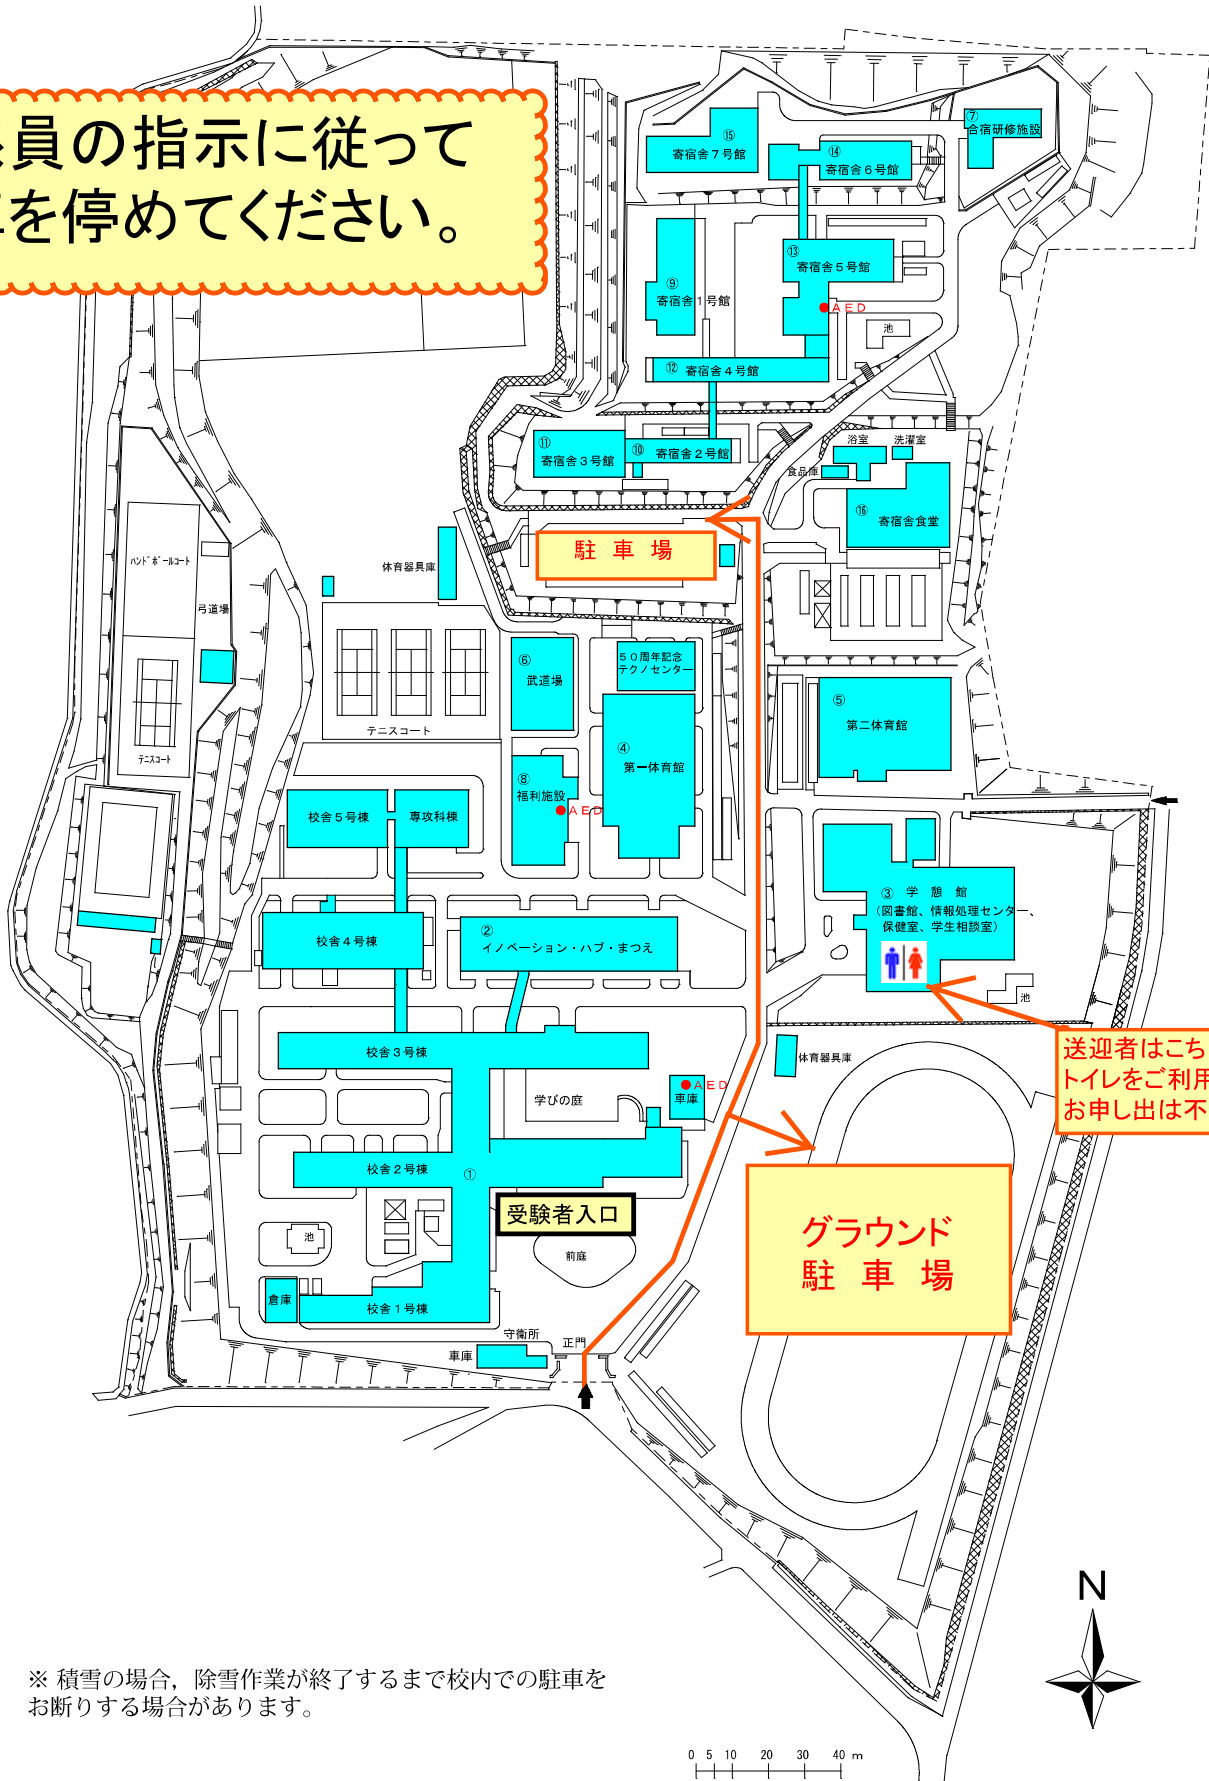 員の指示に従って
を停めてください。
⑦
合宿研修施設
⑮
寄宿舎7号館
⑭
寄宿舎6号館
⑬
寄宿舎5号館
⑨
寄宿舎1号館
AED
池
⑫ 寄宿舎4号館
⑪
寄宿舎3号館
⑩ 寄宿舎2号館
浴室 洗濯室
食品庫
⑯
寄宿舎食堂
駐 車 場
体育器具庫
ハンドボールコート
弓道場
⑥
武道場
50周年記念
テクノセンター
⑤
第二体育館
テニスコート
テニスコート
④
第一体育館
⑧
福利施設
AED
校舎5号棟
専攻科棟
③ 学 憩 館
(図書館、情報処理センター、
保健室、学生相談室)
校舎4号棟
②
イノベーション・ハブ・まつえ
池
校舎3号棟
体育器具庫
送迎者はこち
トイレをご利用
お申し出は不
AED
車庫
学びの庭
校舎2号棟
①
受験者入口
グラウンド
駐 車 場
池
前庭
倉庫
校舎1号棟
守衛所
正門
車庫
N
※ 積雪の場合，除雪作業が終了するまで校内での駐車を
お断りする場合があります。
0 5 10 20 30 40 m